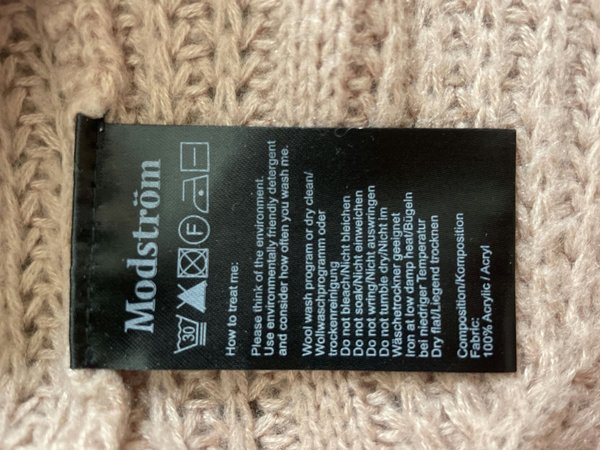 Modström
30
F
How to treat me:
Please think of the environment.
Use environmentally friendly detergent
and consider how often you wash me.
Wool wash program or dry clean/
Wollwaschprogramm oder
trockenreinigung
Do not bleach/Nicht bleichen
Do not soak/Nicht einweichen
Do not wring/Nicht auswringen
Do not tumble dry/Nicht im
Wäschetrockner geeignet
Iron at low damp heat/Bügeln
bei niedriger Temperatur
Dry flat/Liegend trocknen
Composition/Komposition
Fabric:
100% Acrylic / Acryl